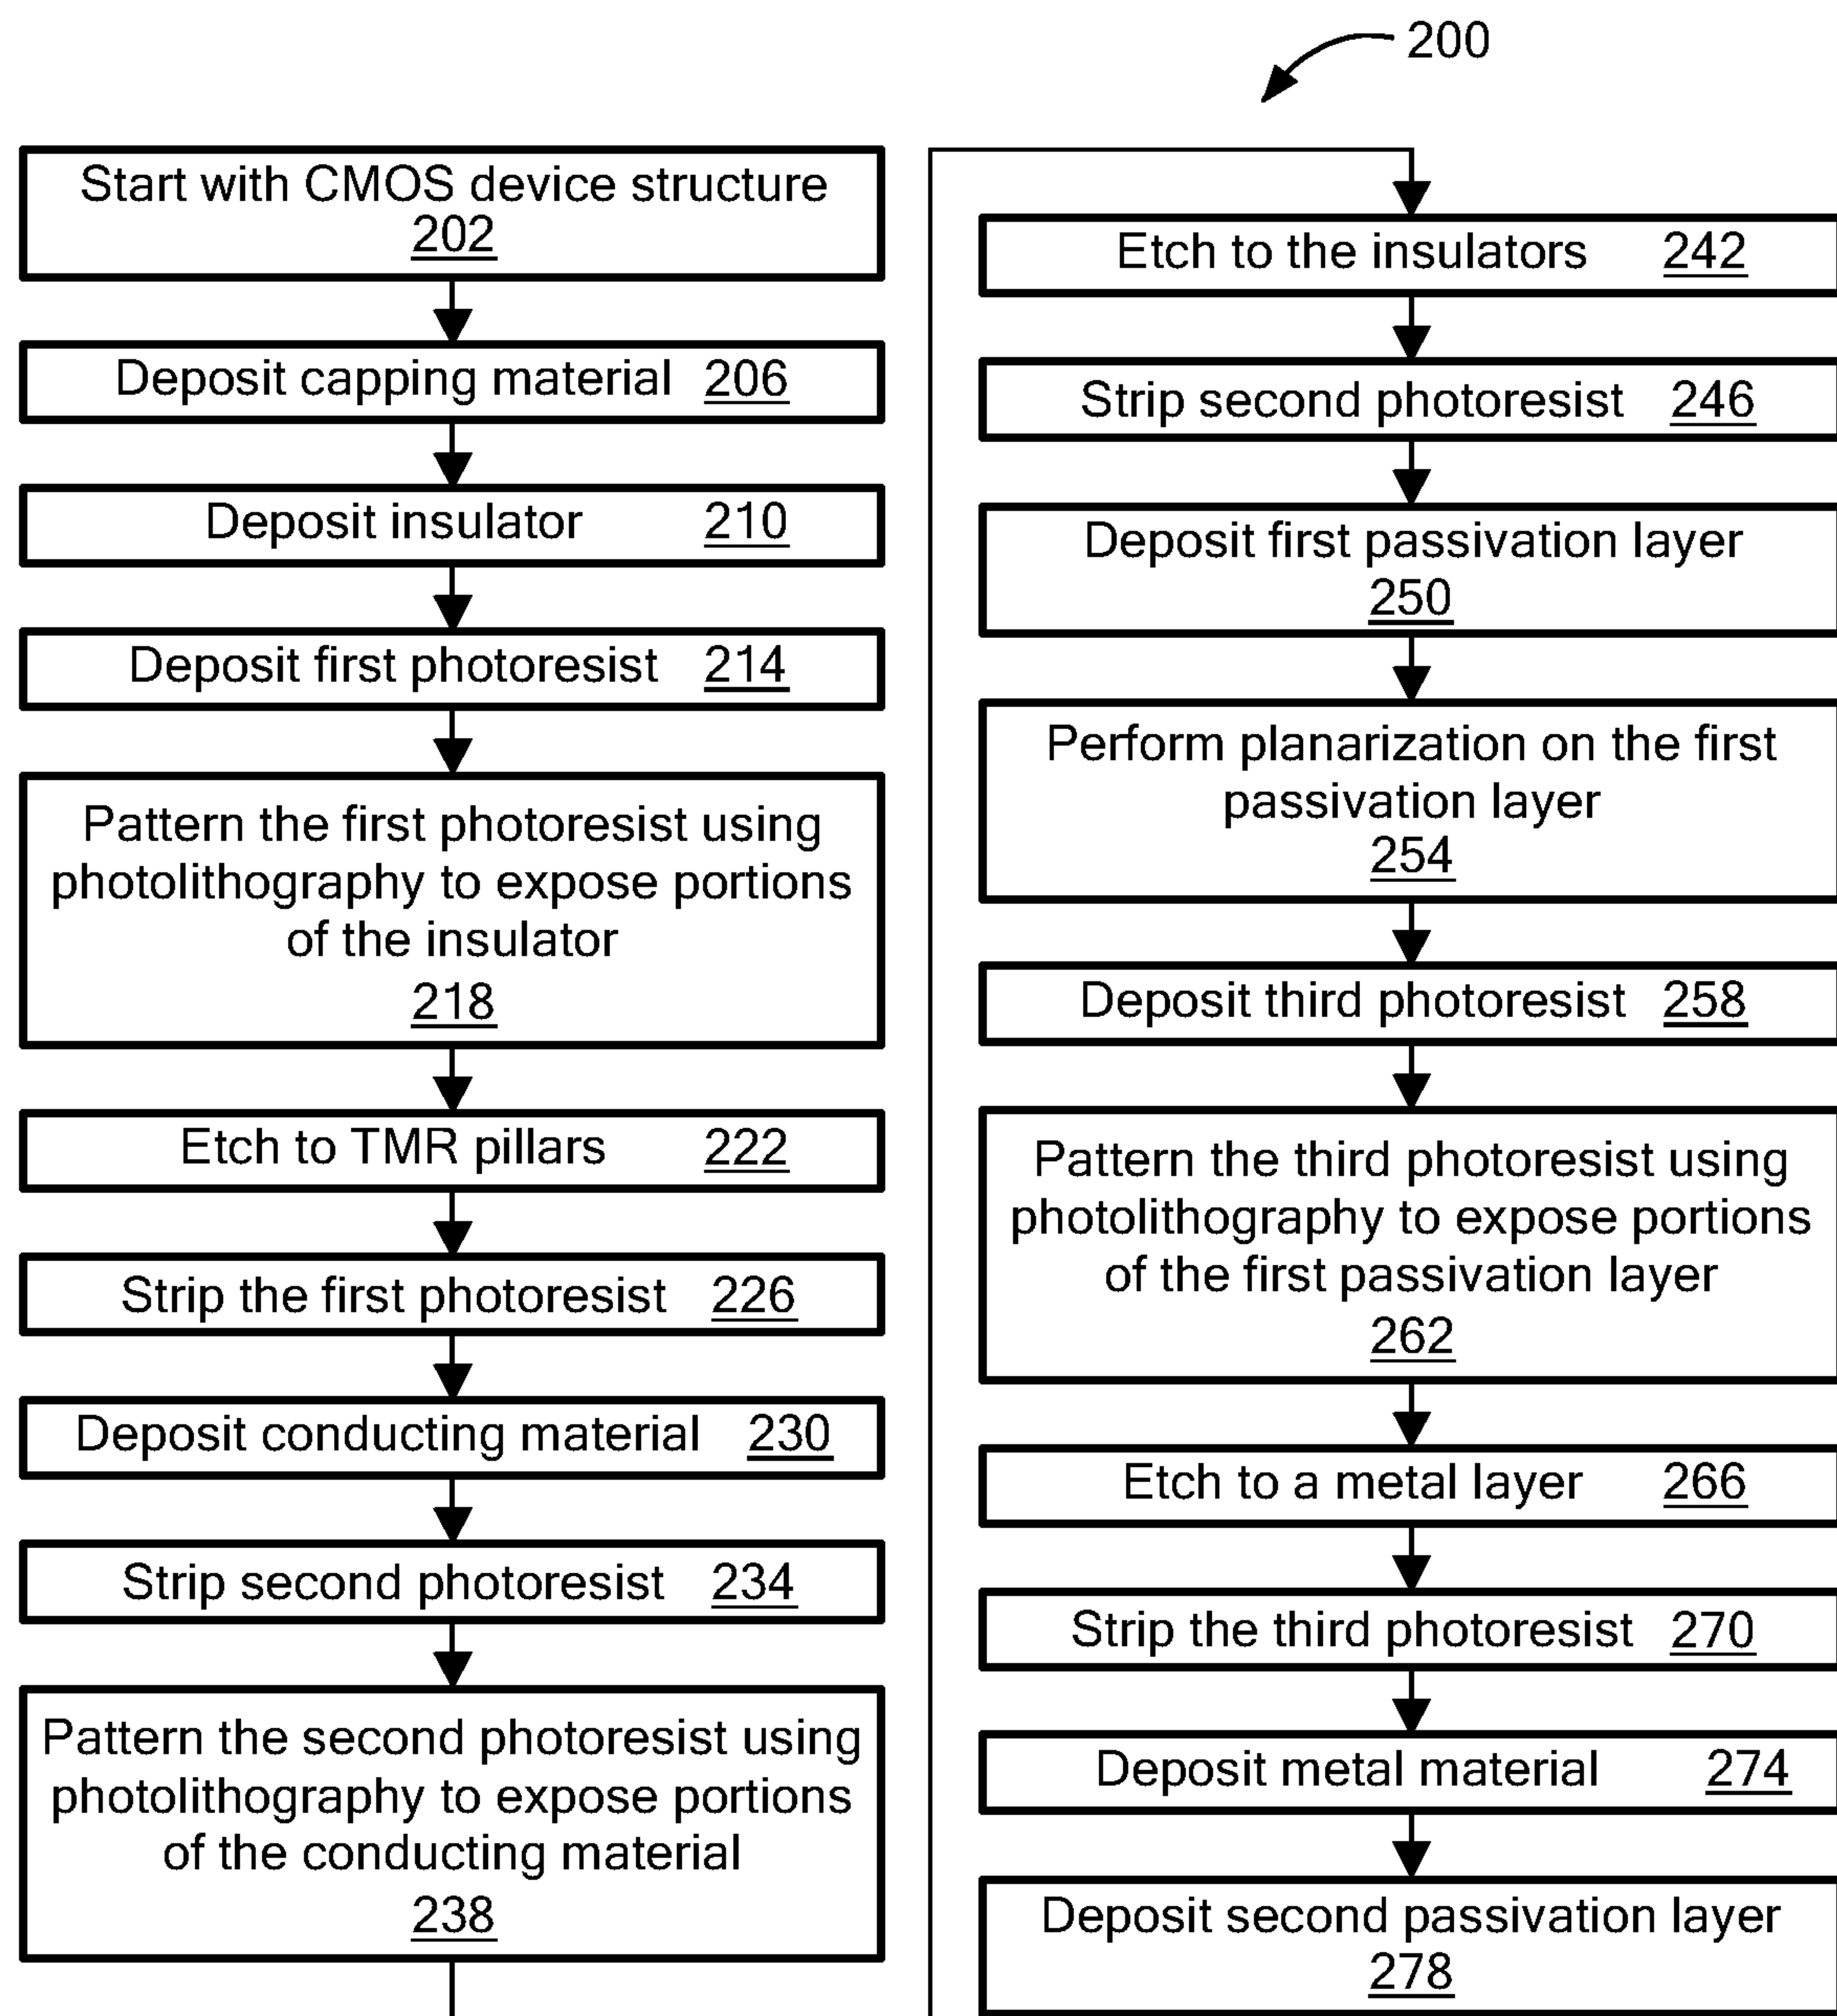 200
Start with CMOS device structure
202
Deposit capping material 206
Deposit insulator 210
Deposit first photoresist 214
Pattern the first photoresist using
photolithography to expose portions
of the insulator
218
Etch to TMR pillars 222
Strip the first photoresist 226
Deposit conducting material 230
Strip second photoresist 234
Pattern the second photoresist using
photolithography to expose portions
of the conducting material
238
Etch to the insulators 242
Strip second photoresist 246
Deposit first passivation layer
250
Perform planarization on the first
passivation layer
254
Deposit third photoresist 258
Pattern the third photoresist using
photolithography to expose portions
of the first passivation layer
262
Etch to a metal layer 266
Strip the third photoresist 270
Deposit metal material 274
Deposit second passivation layer
278